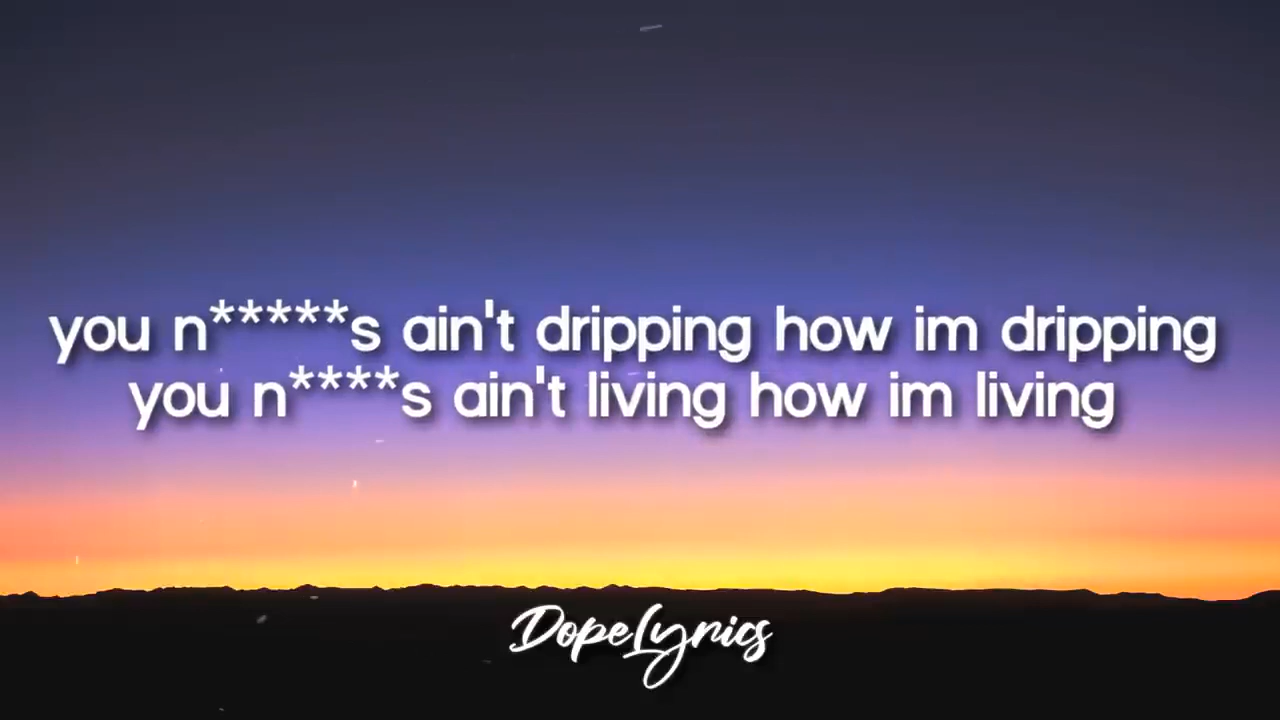 you n*****s ain't dripping how im dripping
you n****s ain't living how im living
DopeLyrics